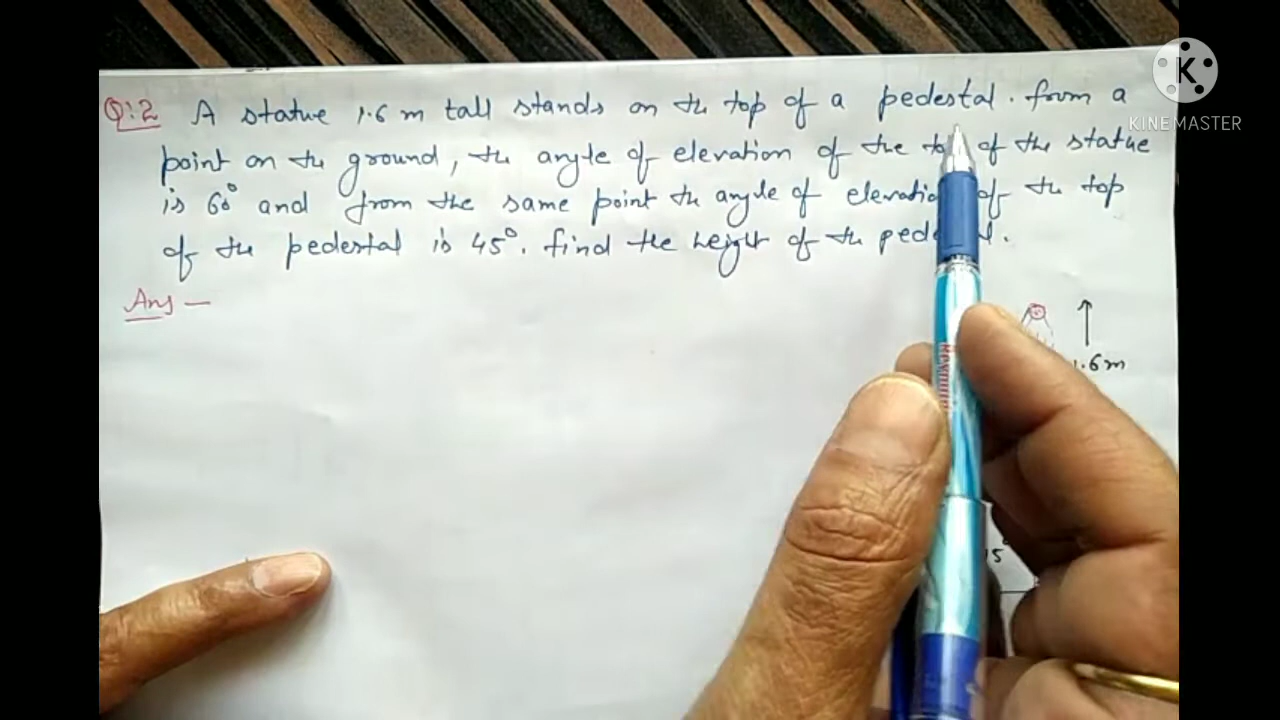 Q:2 A statue 1.6 m tall stands on the top of a pedestal. from a
point on the ground, the angle of elevation of the top of the statue
is 60° and from the same point the angle of elevation of the top
of the pedestal is 45°. find the height of the pedestal.
Ans —
1.6m
K
KINEMASTER